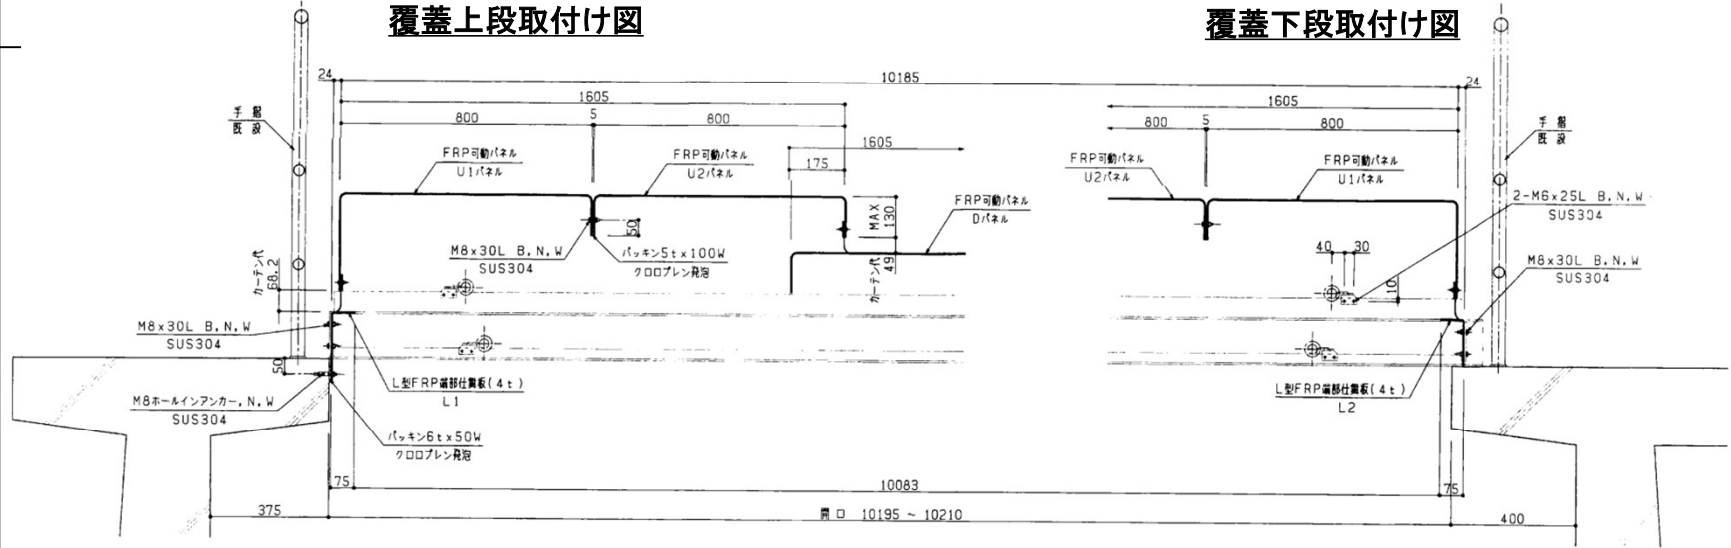 覆蓋上段取付け図
覆蓋下段取付け図
24
10185
24
1605
1605
800
5
800
800
5
800
手摺
既設
1605
手摺
既設
175
FRP可動パネル
U1パネル
FRP可動パネル
U2パネル
FRP可動パネル
U2パネル
FRP可動パネル
U1パネル
MAX
130
FRP可動パネル
Dパネル
2-M6x25L B.N.W
SUS304
50
M8x30L B.N.W
SUS304
パッキン5tx100W
クロロプレン発泡
カーテン代
68.2
カーテン代
49
40
30
10
M8x30L B.N.W
SUS304
M8x30L B.N.W
SUS304
50
L型FRP端部仕舞板(4t)
L1
L型FRP端部仕舞板(4t)
L2
M8ホールインアンカー.N.W
SUS304
パッキン6tx50W
クロロプレン発泡
75
10083
75
375
開口 10195 ~ 10210
400